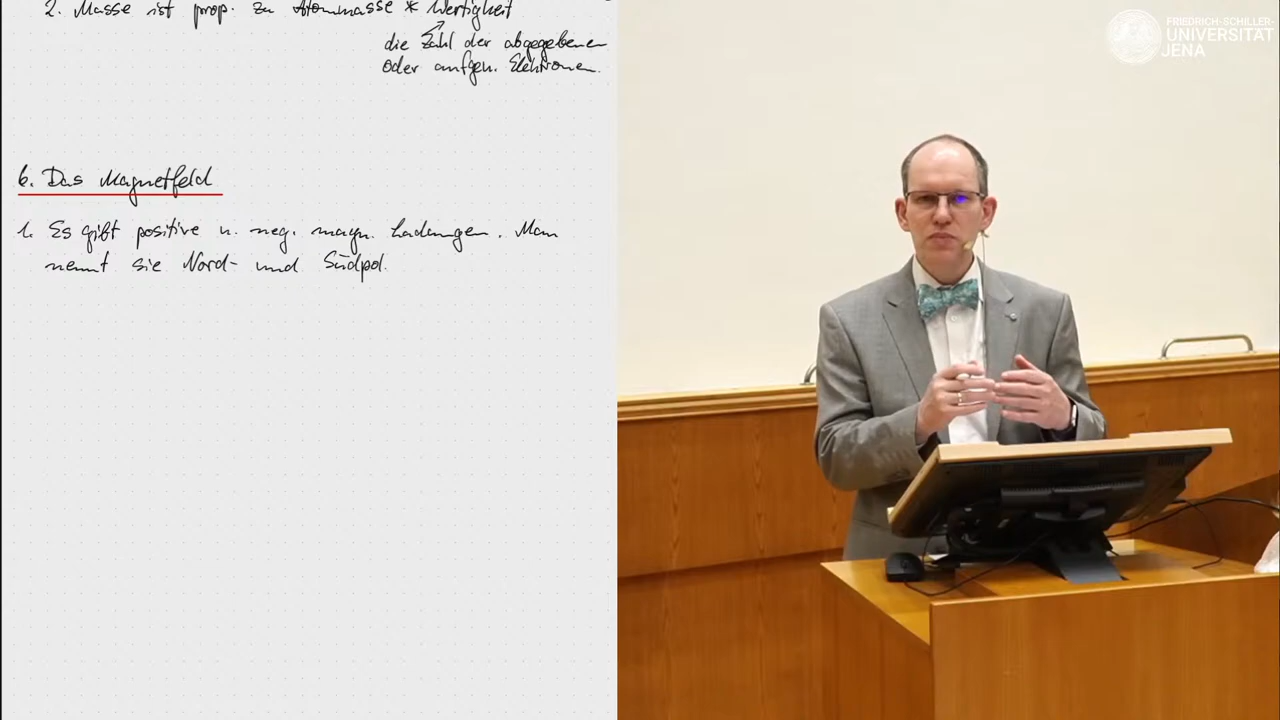 2. Masse ist prop. zu Atommasse * Wertigkeit
die Zahl der abgegebenen
oder aufgen. Elektronen.
6. Das Magnetfeld
1. Es gibt positive u. neg. magn. Ladungen. Man
nennt sie Nord- und Südpol.
FRIEDRICH-SCHILLER-
UNIVERSITÄT
JENA